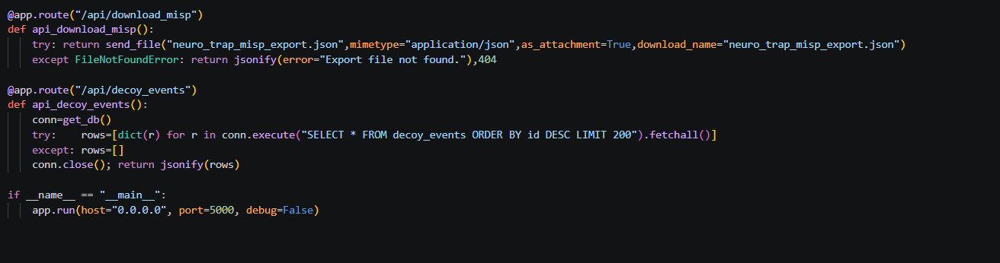 @app.route("/api/download_misp")
def api_download_misp():
    try: return send_file("neuro_trap_misp_export.json",mimetype="application/json",as_attachment=True,download_name="neuro_trap_misp_export.json")
    except FileNotFoundError: return jsonify(error="Export file not found."),404
@app.route("/api/decoy_events")
def api_decoy_events():
    conn=get_db()
    try:    rows=[dict(r) for r in conn.execute("SELECT * FROM decoy_events ORDER BY id DESC LIMIT 200").fetchall()]
    except: rows=[]
    conn.close(); return jsonify(rows)
if __name__ == "__main__":
    app.run(host="0.0.0.0", port=5000, debug=False)